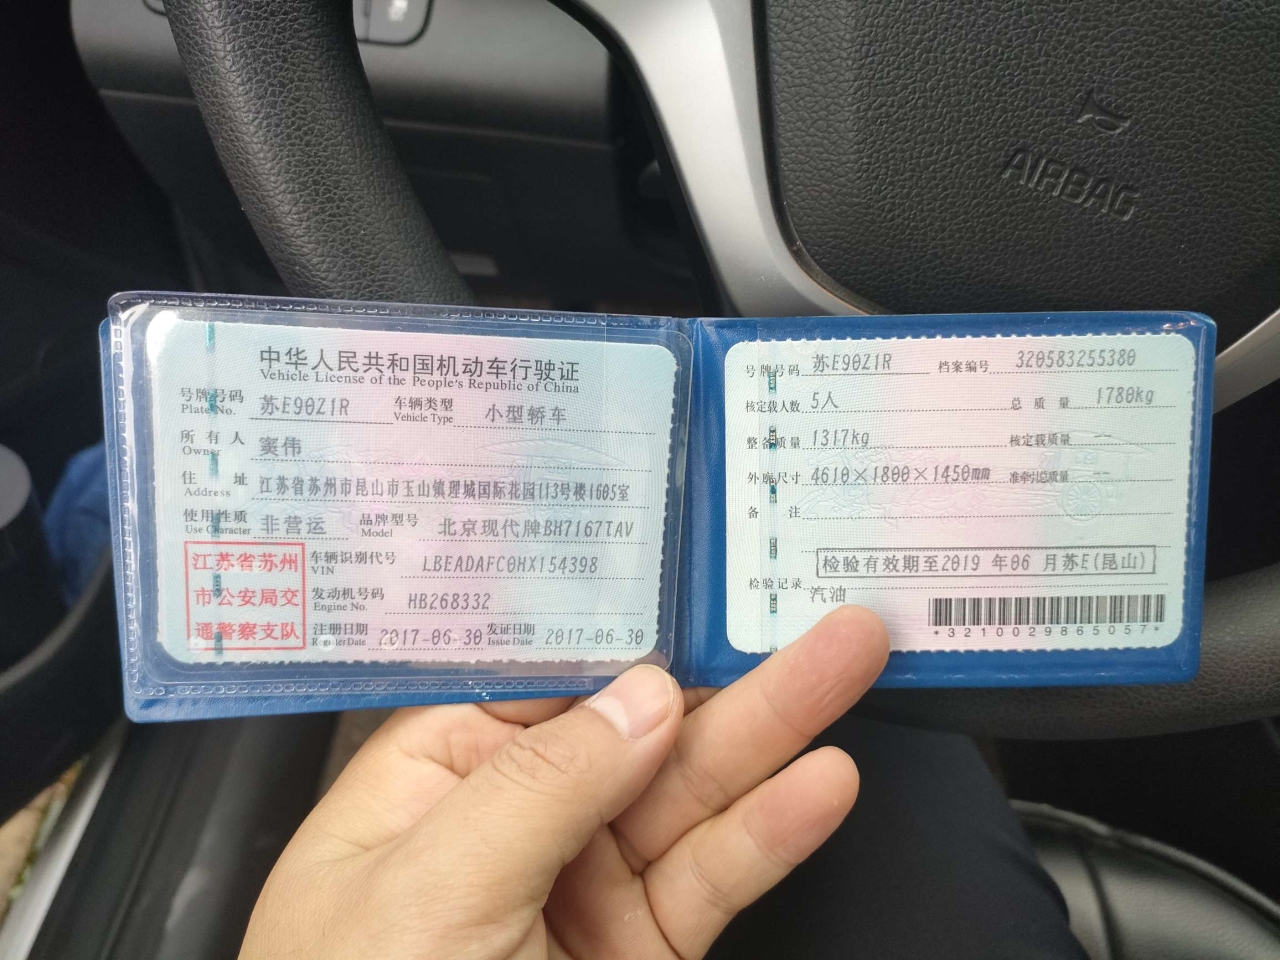 AIRBAG
中华人民共和国机动车行驶证
Vehicle License of the People's Republic of China
号牌号码 苏E90Z1R 车辆类型 小型轿车
Plate No. Vehicle Type
所有人 窦伟
Owner
住址 江苏省苏州市昆山市玉山镇理城国际花园113号楼1605室
Address
使用性质 非营运 品牌型号 北京现代牌BH7167TAV
Use Character Model
江苏省苏州
市公安局交
通警察支队
车辆识别代号 LBEADAFC0HX154398
VIN
发动机号码 HB268332
Engine No.
注册日期 2017-06-30 发证日期 2017-06-30
Register Date Issue Date
号牌号码 苏E90Z1R 档案编号 320583255380
核定载人数 5人 总质量 1780kg
整备质量 1317kg 核定载质量 --
外廓尺寸 4610×1800×1450mm 准牵引总质量 --
备注
检验有效期至2019 年06 月苏E(昆山)
检验记录
汽油
*3210029865057*